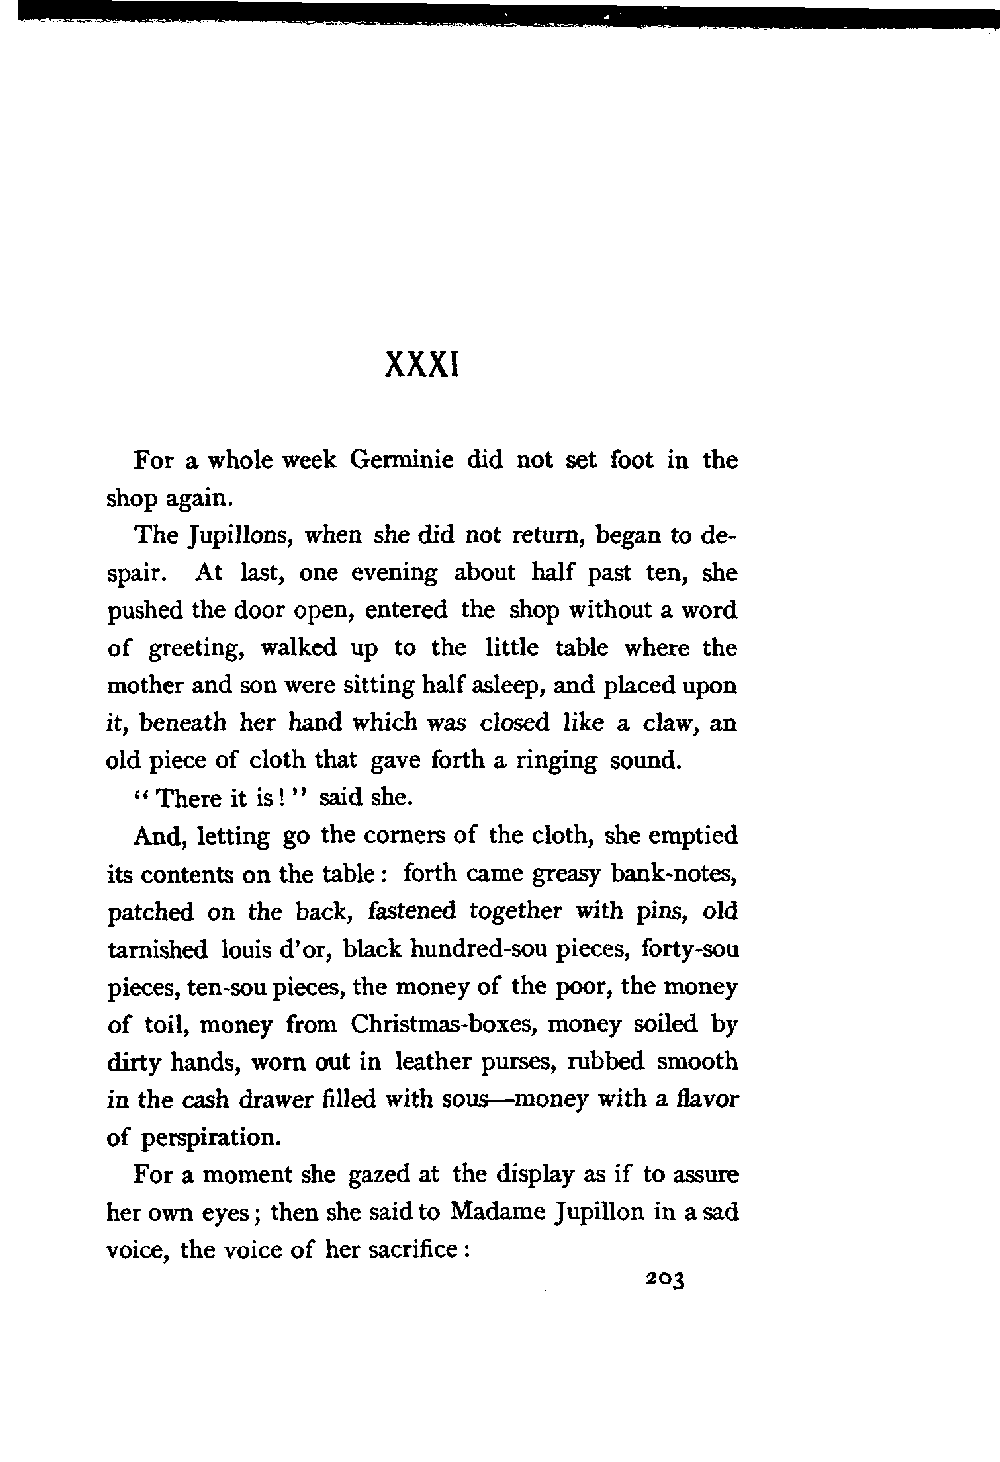 XXXI
For a whole week Germinie did not set foot in the
shop again.
The Jupillons, when she did not return, began to de-
spair. At last, one evening about half past ten, she
pushed the door open, entered the shop without a word
of greeting, walked up to the little table where the
mother and son were sitting half asleep, and placed upon
it, beneath her hand which was closed like a claw, an
old piece of cloth that gave forth a ringing sound.
“ There it is! ” said she.
And, letting go the corners of the cloth, she emptied
its contents on the table : forth came greasy bank-notes,
patched on the back, fastened together with pins, old
tarnished louis d’or, black hundred-sou pieces, forty-sou
pieces, ten-sou pieces, the money of the poor, the money
of toil, money from Christmas-boxes, money soiled by
dirty hands, worn out in leather purses, rubbed smooth
in the cash drawer filled with sous—money with a flavor
of perspiration.
For a moment she gazed at the display as if to assure
her own eyes ; then she said to Madame Jupillon in a sad
voice, the voice of her sacrifice :
203